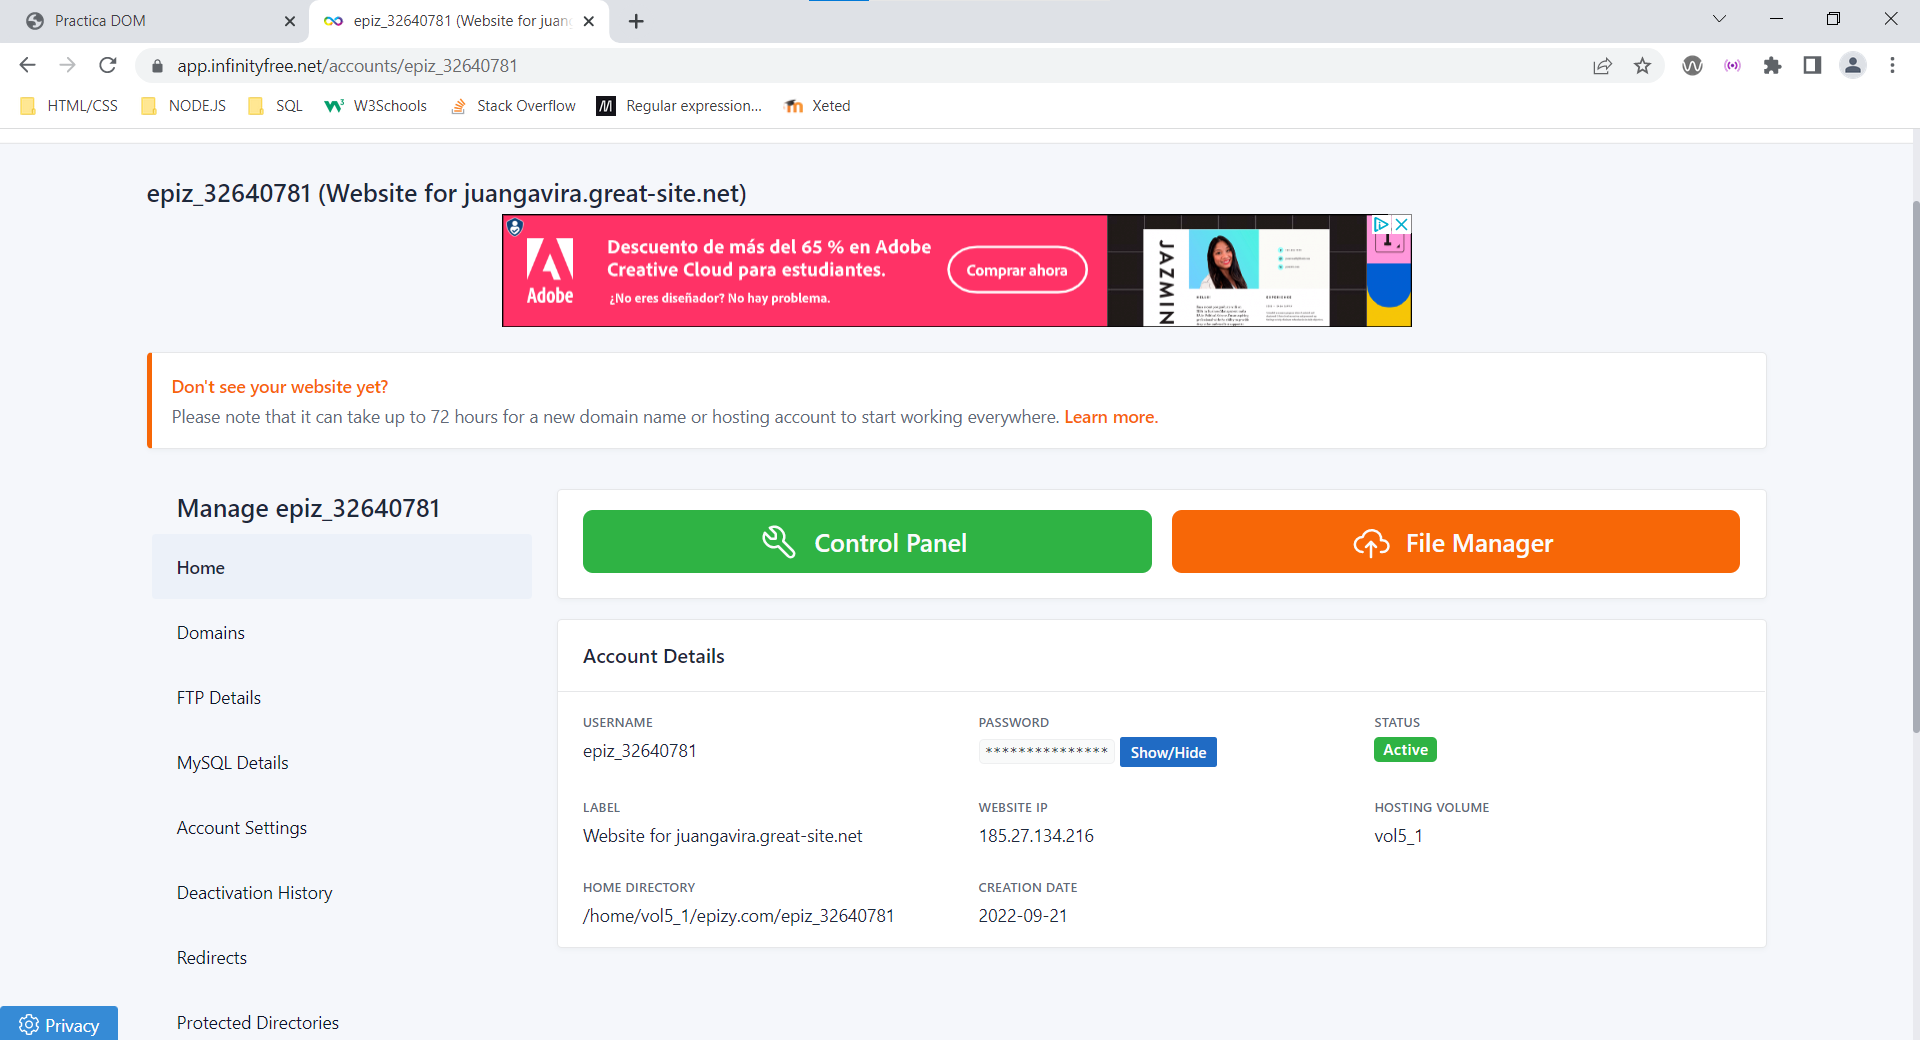 Practica DOM
epiz_32640781 (Website for juan
app.infinityfree.net/accounts/epiz_32640781
HTML/CSS
NODE.JS
SQL
W3Schools
Stack Overflow
Regular expression...
Xeted
epiz_32640781 (Website for juangavira.great-site.net)
Adobe
Descuento de más del 65 % en Adobe
Creative Cloud para estudiantes.
¿No eres diseñador? No hay problema.
Comprar ahora
JAZMIN
Don't see your website yet?
Please note that it can take up to 72 hours for a new domain name or hosting account to start working everywhere. Learn more.
Manage epiz_32640781
Home
Domains
FTP Details
MySQL Details
Account Settings
Deactivation History
Redirects
Protected Directories
Control Panel
File Manager
Account Details
USERNAME
epiz_32640781
PASSWORD
*************** Show/Hide
STATUS
Active
LABEL
Website for juangavira.great-site.net
WEBSITE IP
185.27.134.216
HOSTING VOLUME
vol5_1
HOME DIRECTORY
/home/vol5_1/epizy.com/epiz_32640781
CREATION DATE
2022-09-21
Privacy